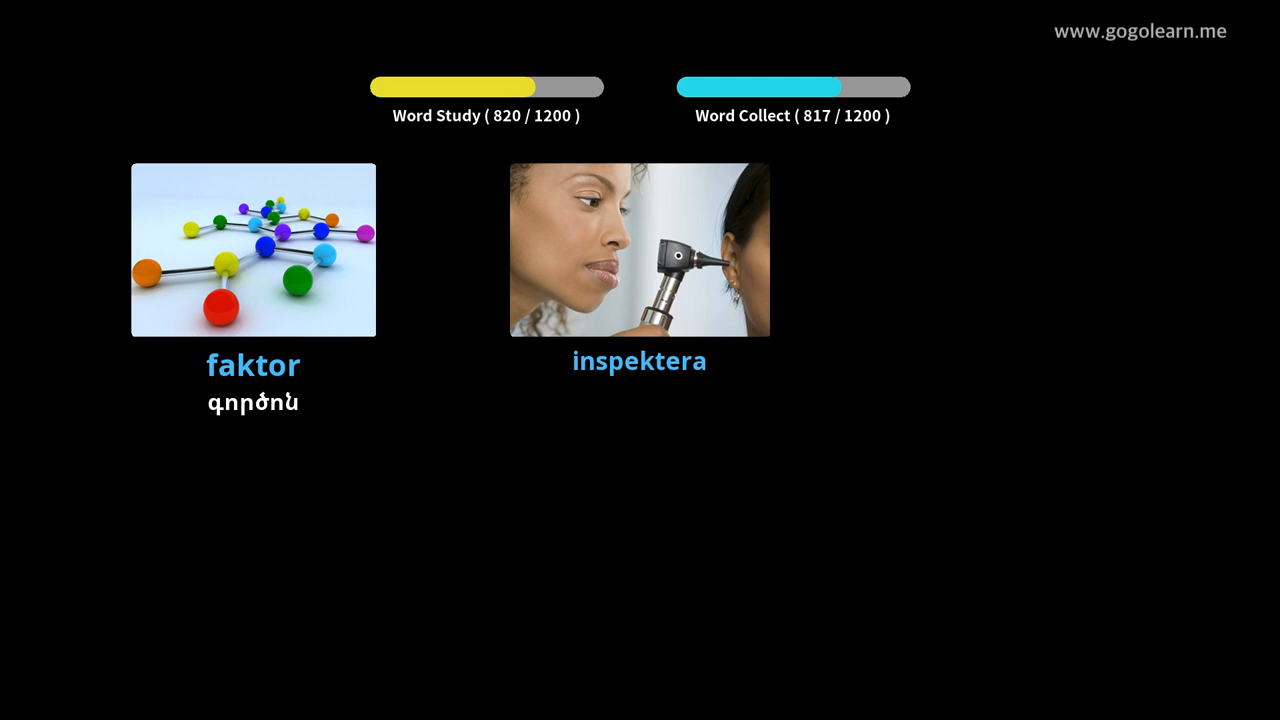 www.gogolearn.me
Word Study ( 820 / 1200 )
Word Collect ( 817 / 1200 )
faktor
գործոն
inspektera